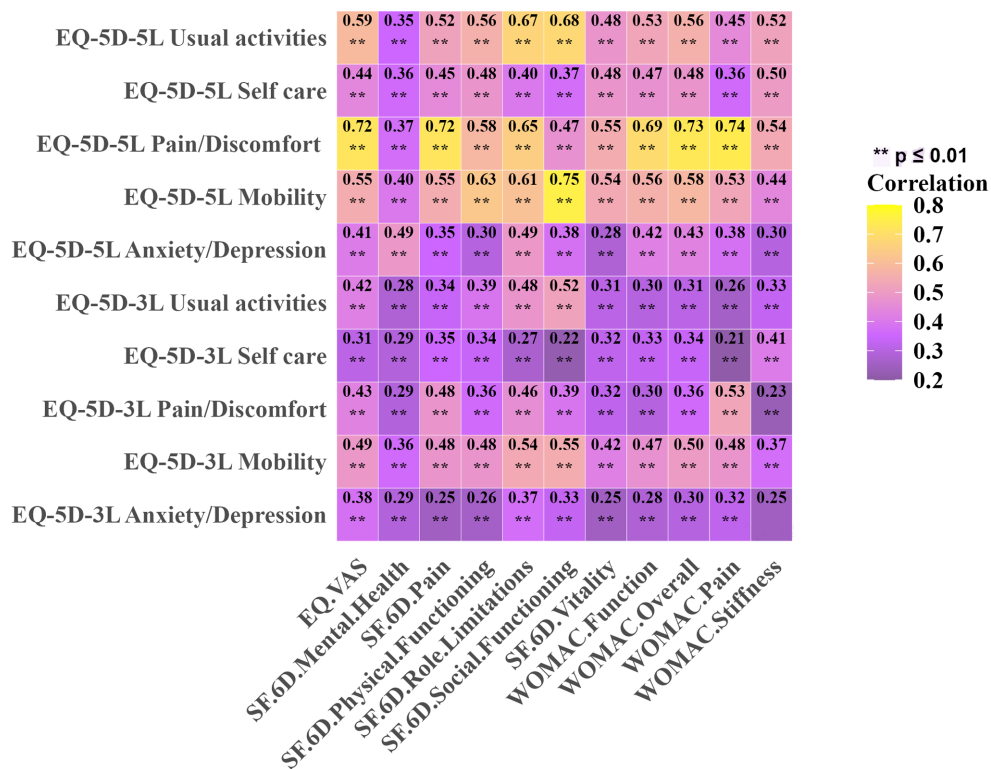 0.59 0.35 0.52 0.56 0.67 0.68 0.48 0.53 0.56 0.45 0.52
EQ-5D-5L Usual activities
** ** ** ** ** ** ** ** ** ** **
0.44 0.36 0.45 0.48 0.40 0.37 0.48 0.47 0.48 0.36 0.50
EQ-5D-5L Self care
** ** ** ** ** ** ** ** ** ** **
0.72 0.37 0.72 0.58 0.65 0.47 0.55 0.69 0.73 0.74 0.54
EQ-5D-5L Pain/Discomfort
** ** ** ** ** ** ** ** ** ** **
0.55 0.40 0.55 0.63 0.61 0.75 0.54 0.56 0.58 0.53 0.44
EQ-5D-5L Mobility
** ** ** ** ** ** ** ** ** ** **
0.41 0.49 0.35 0.30 0.49 0.38 0.28 0.42 0.43 0.38 0.30
EQ-5D-5L Anxiety/Depression
** ** ** ** ** ** ** ** ** ** **
0.42 0.28 0.34 0.39 0.48 0.52 0.31 0.30 0.31 0.26 0.33
EQ-5D-3L Usual activities
** ** ** ** ** ** ** ** ** ** **
0.31 0.29 0.35 0.34 0.27 0.22 0.32 0.33 0.34 0.21 0.41
EQ-5D-3L Self care
** ** ** ** ** ** ** ** ** ** **
0.43 0.29 0.48 0.36 0.46 0.39 0.32 0.30 0.36 0.53 0.23
EQ-5D-3L Pain/Discomfort
** ** ** ** ** ** ** ** ** ** **
0.49 0.36 0.48 0.48 0.54 0.55 0.42 0.47 0.50 0.48 0.37
EQ-5D-3L Mobility
** ** ** ** ** ** ** ** ** ** **
0.38 0.29 0.25 0.26 0.37 0.33 0.25 0.28 0.30 0.32 0.25
EQ-5D-3L Anxiety/Depression
** ** ** ** ** ** ** ** ** **
EQ.VAS
SF.6D.Mental.Health
SF.6D.Pain
SF.6D.Physical.Functioning
SF.6D.Role.Limitations
SF.6D.Social.Functioning
SF.6D.Vitality
WOMAC.Function
WOMAC.Overall
WOMAC.Pain
WOMAC.Stiffness
** p ≤ 0.01
Correlation
0.8
0.7
0.6
0.5
0.4
0.3
0.2